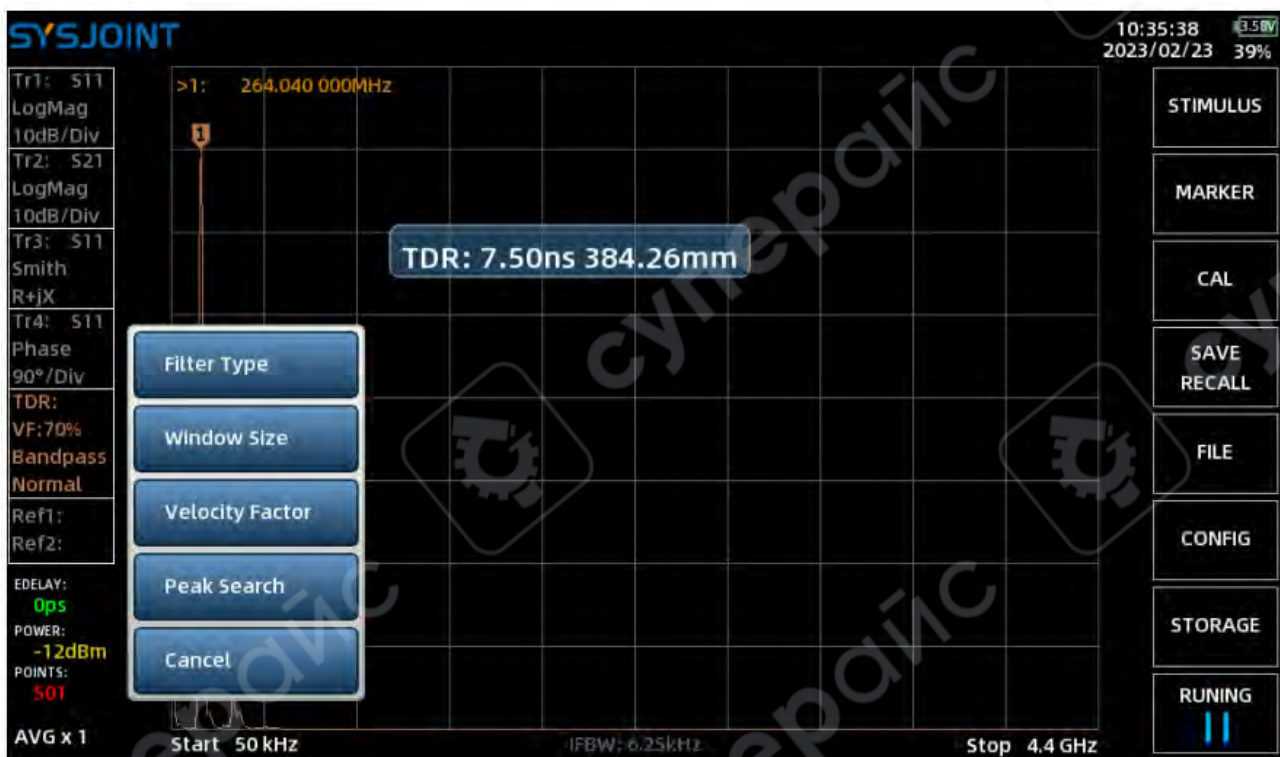 SYSJOINT
10:35:38 3.58V
2023/02/23 39%
Tr1: S11
LogMag
10dB/Div
Tr2: S21
LogMag
10dB/Div
Tr3: S11
Smith
R+jX
Tr4: S11
Phase
90°/Div
TDR:
VF:70%
Bandpass
Normal
Ref1:
Ref2:
EDELAY:
0ps
POWER:
-12dBm
POINTS:
501
AVG x 1
>1: 264.040 000MHz
1
TDR: 7.50ns 384.26mm
Filter Type
Window Size
Velocity Factor
Peak Search
Cancel
Start 50 kHz
IFBW: 6.25kHz
Stop 4.4 GHz
STIMULUS
MARKER
CAL
SAVE
RECALL
FILE
CONFIG
STORAGE
RUNING
суперайс
суперайс